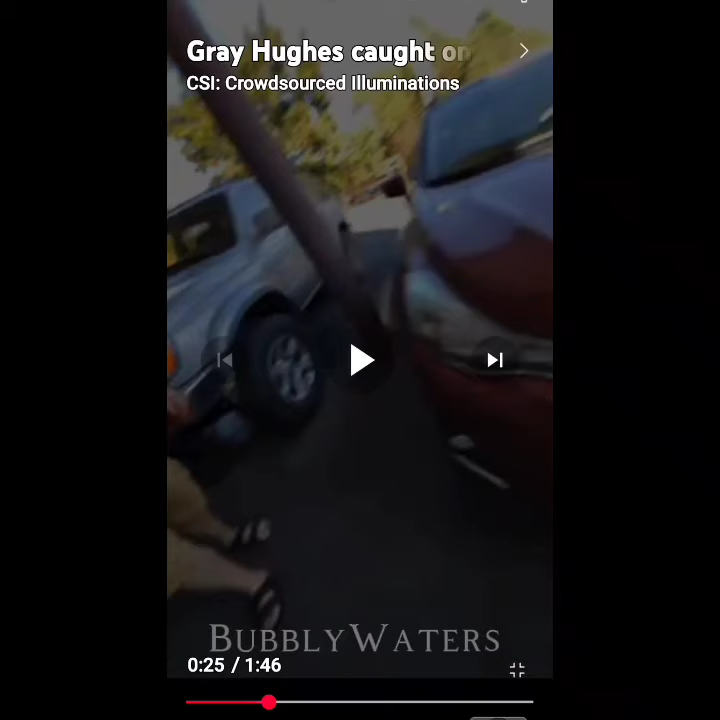 Gray Hughes caught on
CSI: Crowdsourced Illuminations
BUBBLYWATERS
0:25 / 1:46